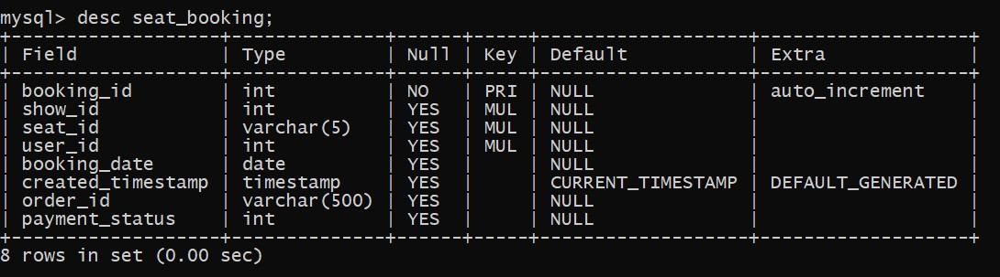 mysql> desc seat_booking;
+-------------------+--------------+------+-----+-------------------+-------------------+
| Field             | Type         | Null | Key | Default           | Extra             |
+-------------------+--------------+------+-----+-------------------+-------------------+
| booking_id        | int          | NO   | PRI | NULL              | auto_increment    |
| show_id           | int          | YES  | MUL | NULL              |                   |
| seat_id           | varchar(5)   | YES  | MUL | NULL              |                   |
| user_id           | int          | YES  | MUL | NULL              |                   |
| booking_date      | date         | YES  |     | NULL              |                   |
| created_timestamp | timestamp    | YES  |     | CURRENT_TIMESTAMP | DEFAULT_GENERATED |
| order_id          | varchar(500) | YES  |     | NULL              |                   |
| payment_status    | int          | YES  |     | NULL              |                   |
+-------------------+--------------+------+-----+-------------------+-------------------+
8 rows in set (0.00 sec)